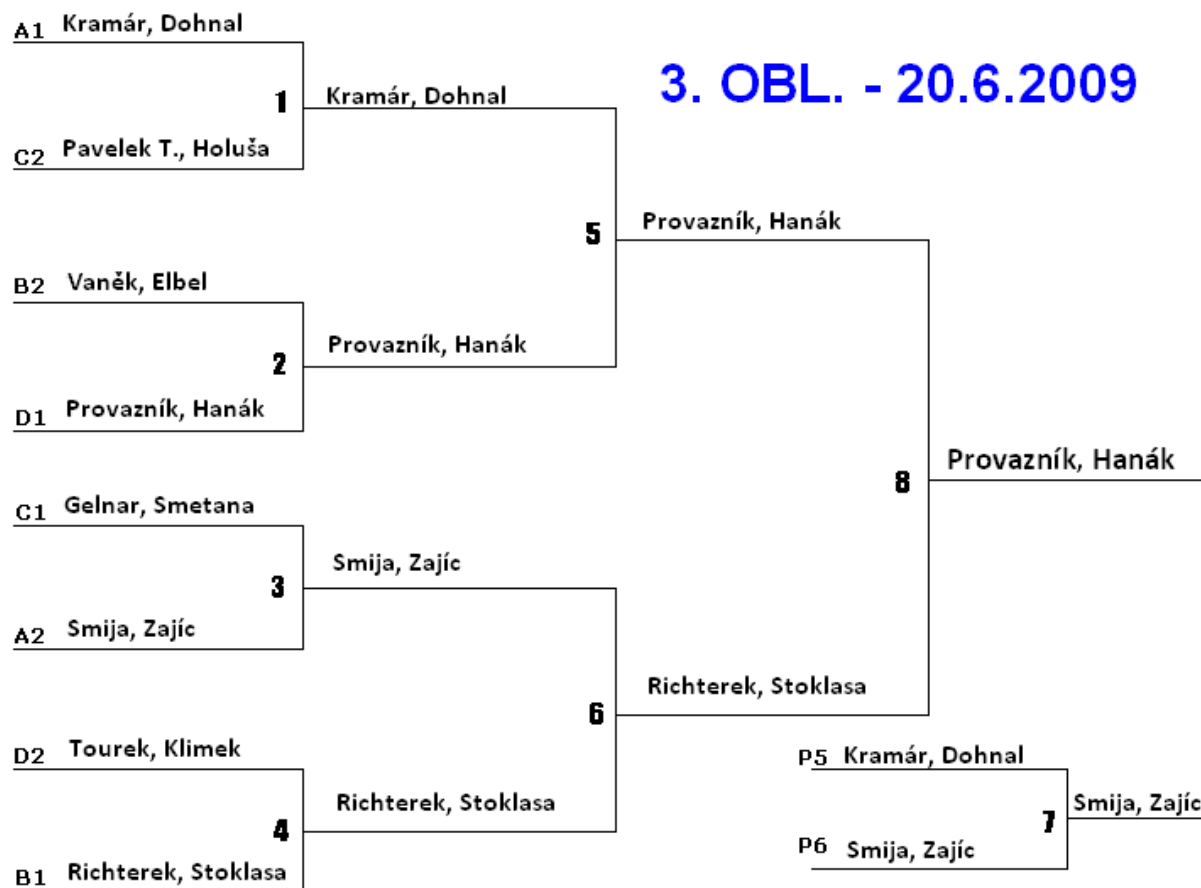 3. OBL. - 20.6.2009
A1 Kramár, Dohnal
1
Kramár, Dohnal
C2 Pavelek T., Holuša
5
Provazník, Hanák
B2 Vaněk, Elbel
2
Provazník, Hanák
D1 Provazník, Hanák
8
Provazník, Hanák
C1 Gelnar, Smetana
3
Smija, Zajíc
A2 Smija, Zajíc
6
Richterek, Stoklasa
D2 Tourek, Klimek
4
Richterek, Stoklasa
B1 Richterek, Stoklasa
P5 Kramár, Dohnal
7
Smija, Zajíc
P6 Smija, Zajíc